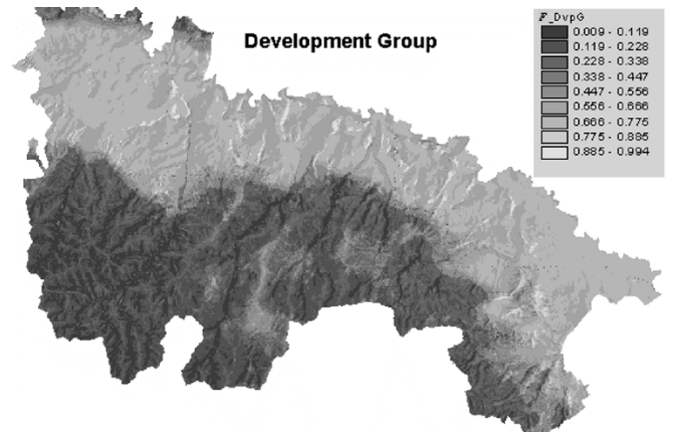 Development Group
F_DvpG
0.009 - 0.119
0.119 - 0.228
0.228 - 0.338
0.338 - 0.447
0.447 - 0.556
0.556 - 0.666
0.666 - 0.775
0.775 - 0.885
0.885 - 0.994